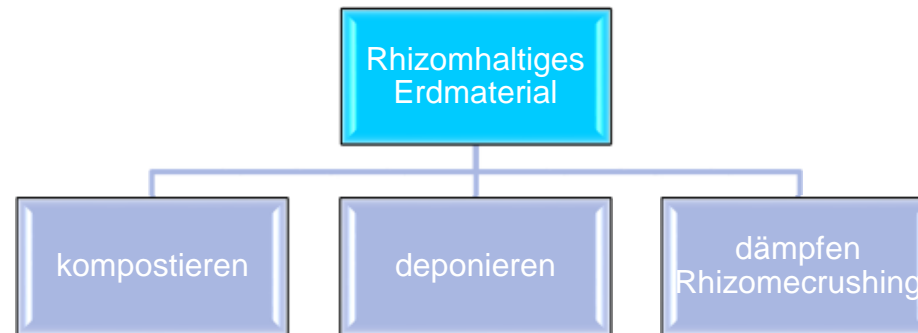 Rhizomhaltiges
Erdmaterial
kompostieren
deponieren
dämpfen
Rhizomecrushing